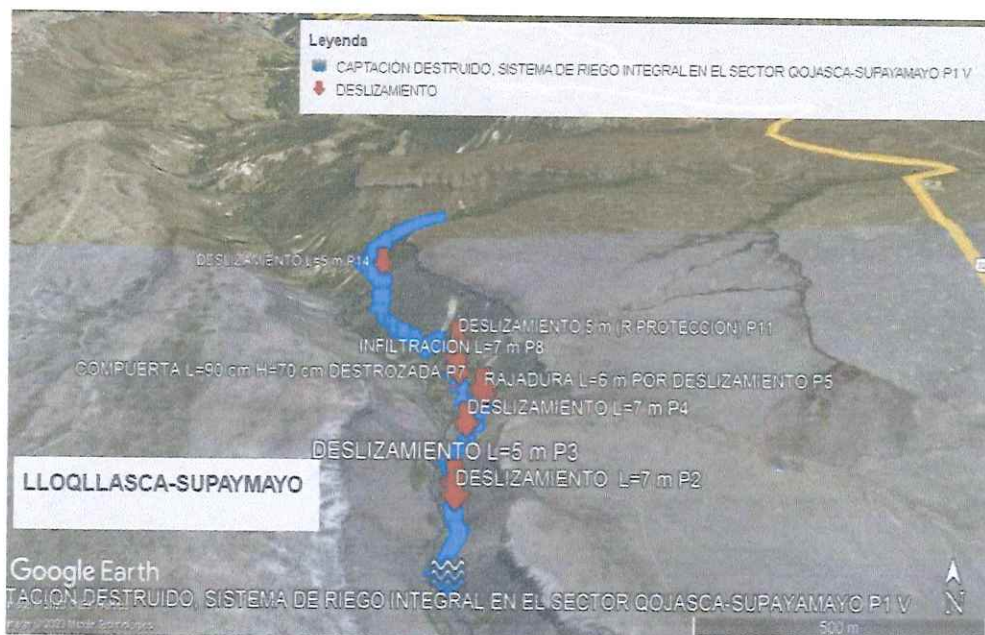 Leyenda
CAPTACION DESTRUIDO, SISTEMA DE RIEGO INTEGRAL EN EL SECTOR QOJASCA-SUPAYAMAYO P1 V
DESLIZAMIENTO
DESLIZAMIENTO L=5 m P14
DESLIZAMIENTO 5 m (R PROTECCION) P11
INFILTRACION L=7 m P8
COMPUERTA L=90 cm H=70 cm DESTROZADA P7
RAJADURA L=6 m POR DESLIZAMIENTO P5
DESLIZAMIENTO L=7 m P4
DESLIZAMIENTO L=5 m P3
DESLIZAMIENTO L=7 m P2
LLOQLLASCA-SUPAYMAYO
Google Earth
TACION DESTRUIDO, SISTEMA DE RIEGO INTEGRAL EN EL SECTOR QOJASCA-SUPAYAMAYO P1 V
N
500 m